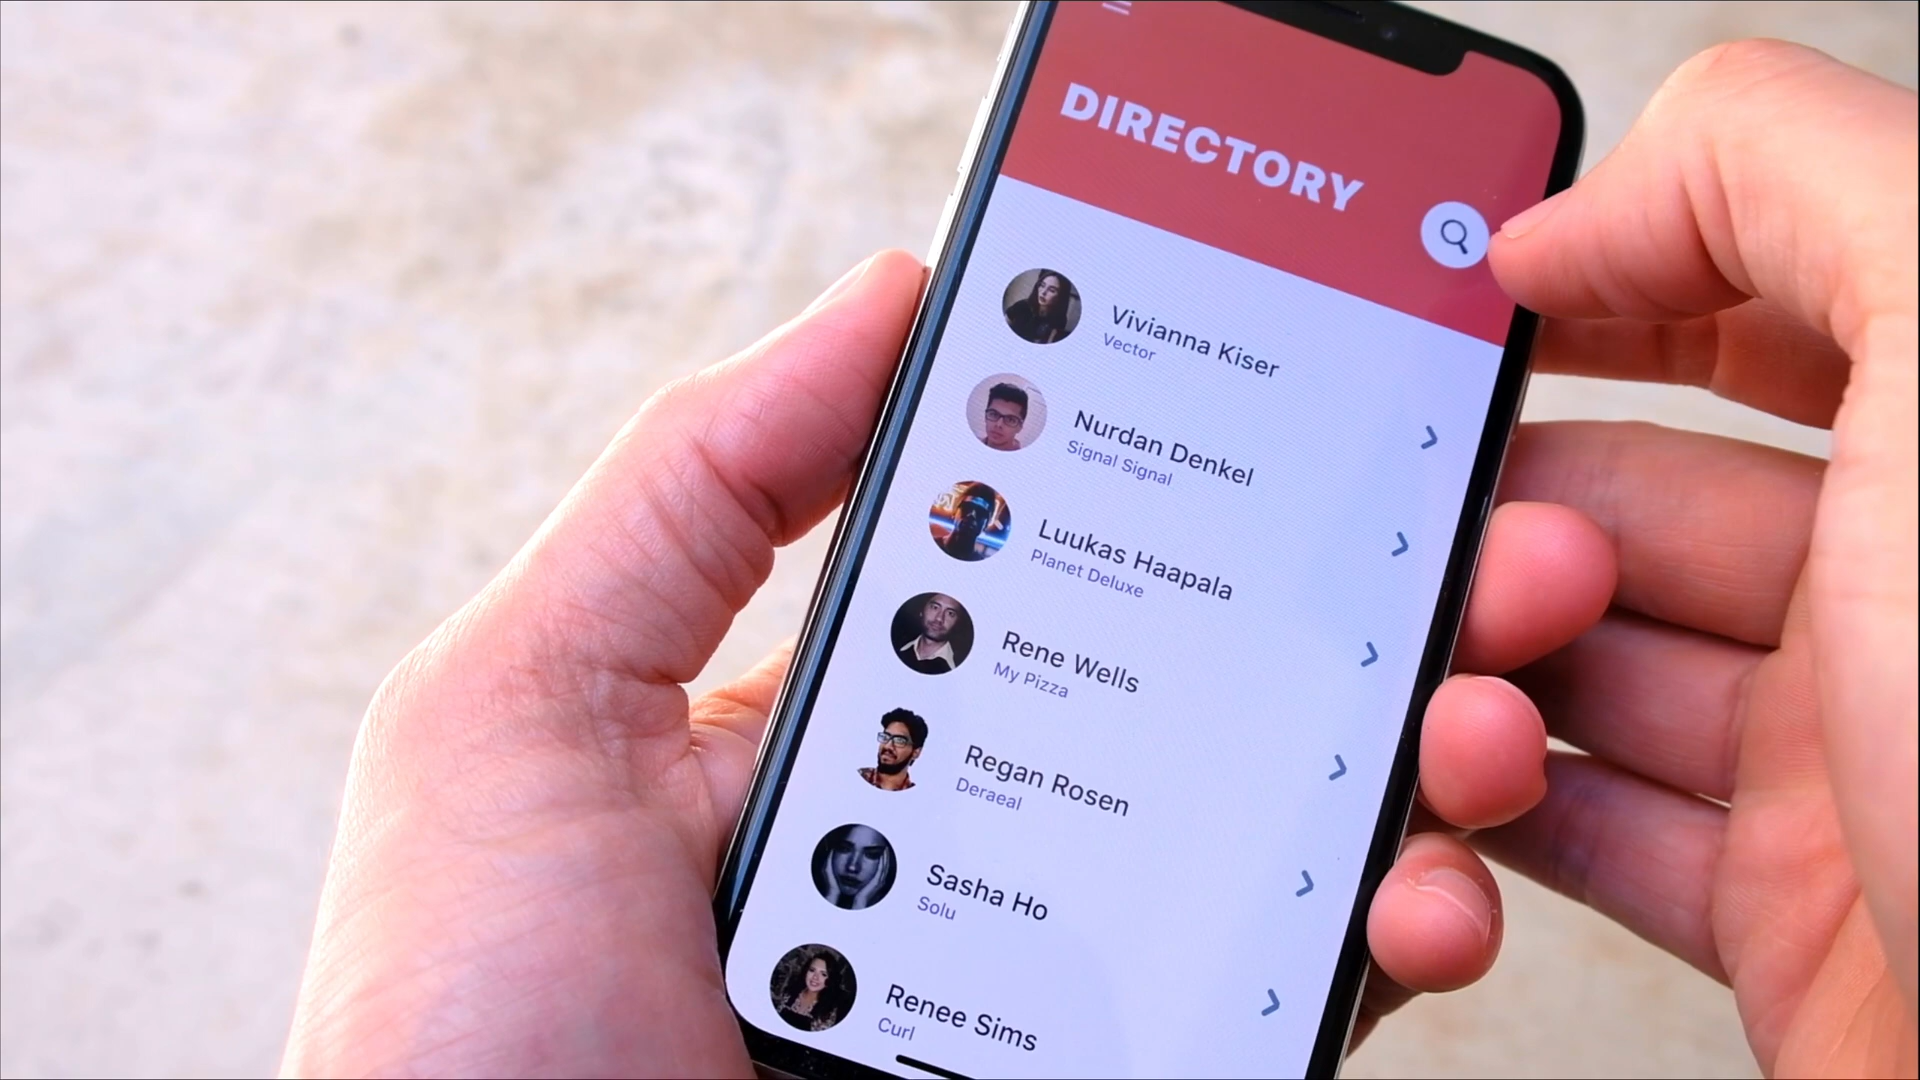 DIRECTORY
Vivianna Kiser
Vector
Nurdan Denkel
Signal Signal
Luukas Haapala
Planet Deluxe
Rene Wells
My Pizza
Regan Rosen
Deraeal
Sasha Ho
Solu
Renee Sims
Curl